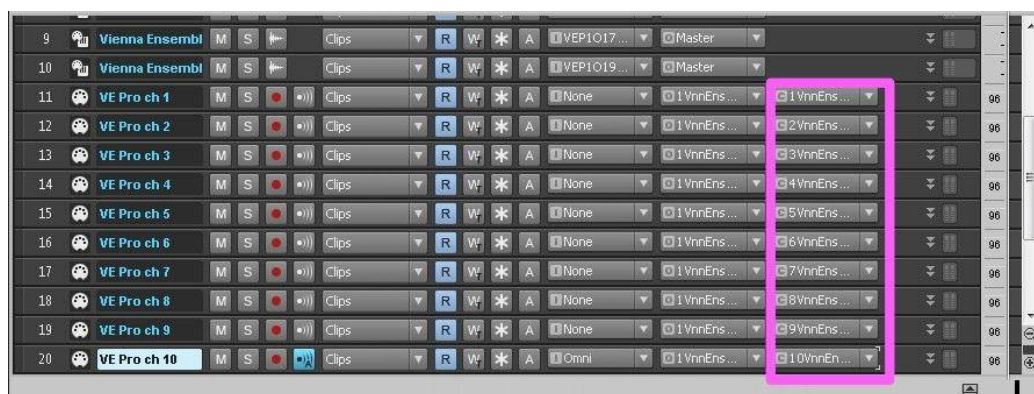 9 Vienna Ensembl M S Clips R W * A I VEP1O17... O Master
10 Vienna Ensembl M S Clips R W * A I VEP1O19... O Master
11 VE Pro ch 1 M S Clips R W * A I None O 1VnnEns... C 1VnnEns... 96
12 VE Pro ch 2 M S Clips R W * A I None O 1VnnEns... C 2VnnEns... 96
13 VE Pro ch 3 M S Clips R W * A I None O 1VnnEns... C 3VnnEns... 96
14 VE Pro ch 4 M S Clips R W * A I None O 1VnnEns... C 4VnnEns... 96
15 VE Pro ch 5 M S Clips R W * A I None O 1VnnEns... C 5VnnEns... 96
16 VE Pro ch 6 M S Clips R W * A I None O 1VnnEns... C 6VnnEns... 96
17 VE Pro ch 7 M S Clips R W * A I None O 1VnnEns... C 7VnnEns... 96
18 VE Pro ch 8 M S Clips R W * A I None O 1VnnEns... C 8VnnEns... 96
19 VE Pro ch 9 M S Clips R W * A I None O 1VnnEns... C 9VnnEns... 96
20 VE Pro ch 10 M S Clips R W * A I Omni O 1VnnEns... C 10VnnEn... 96